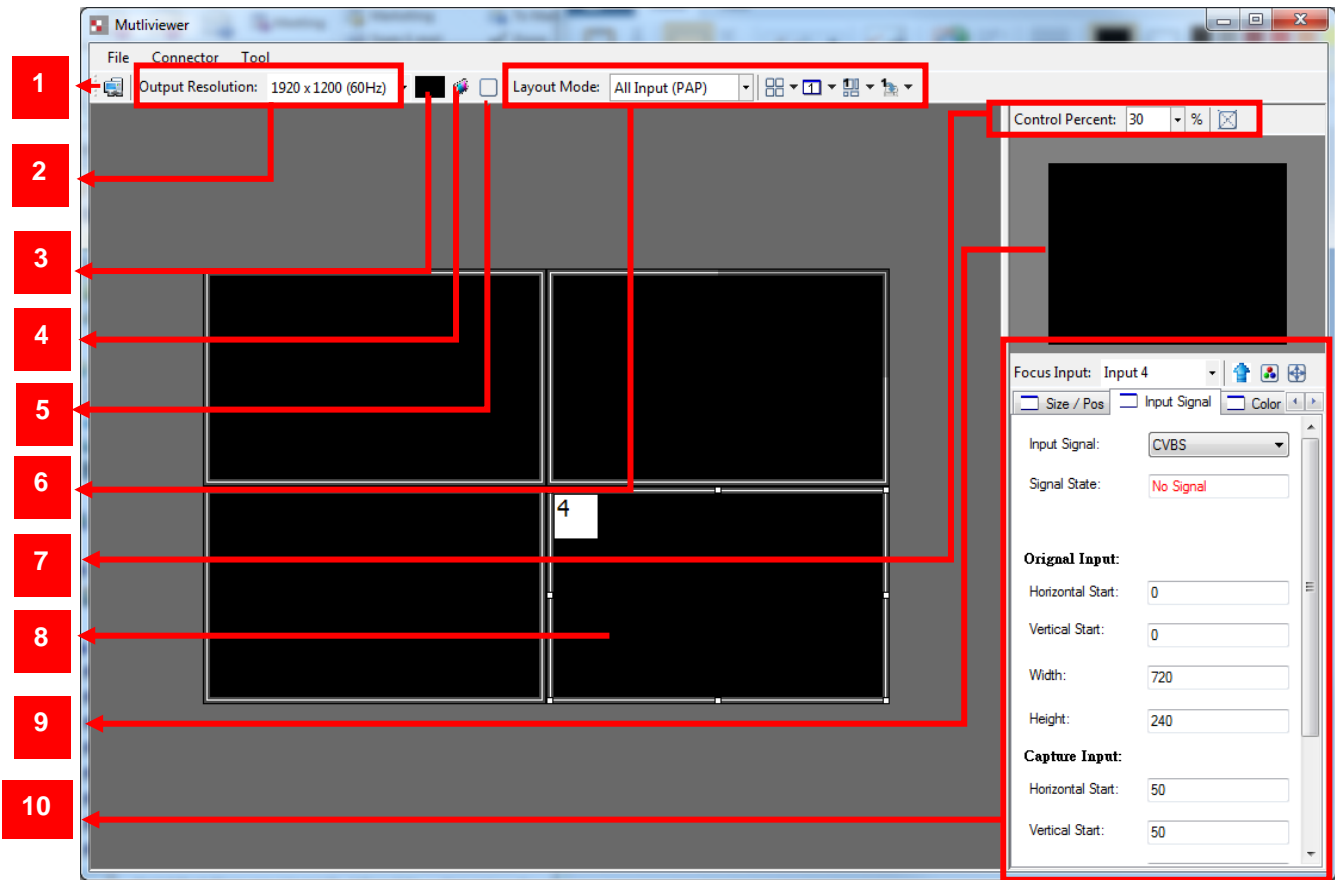 Mutliviewer
File Connector Tool
1
Output Resolution: 1920 x 1200 (60Hz) Layout Mode: All Input (PAP) 1 1 1
Control Percent: 30 %
2
3
4
5
6
7
8
9
10
4
Focus Input: Input 4
Size / Pos Input Signal Color
Input Signal: CVBS
Signal State: No Signal
Orignal Input:
Horizontal Start: 0
Vertical Start: 0
Width: 720
Height: 240
Capture Input:
Horizontal Start: 50
Vertical Start: 50